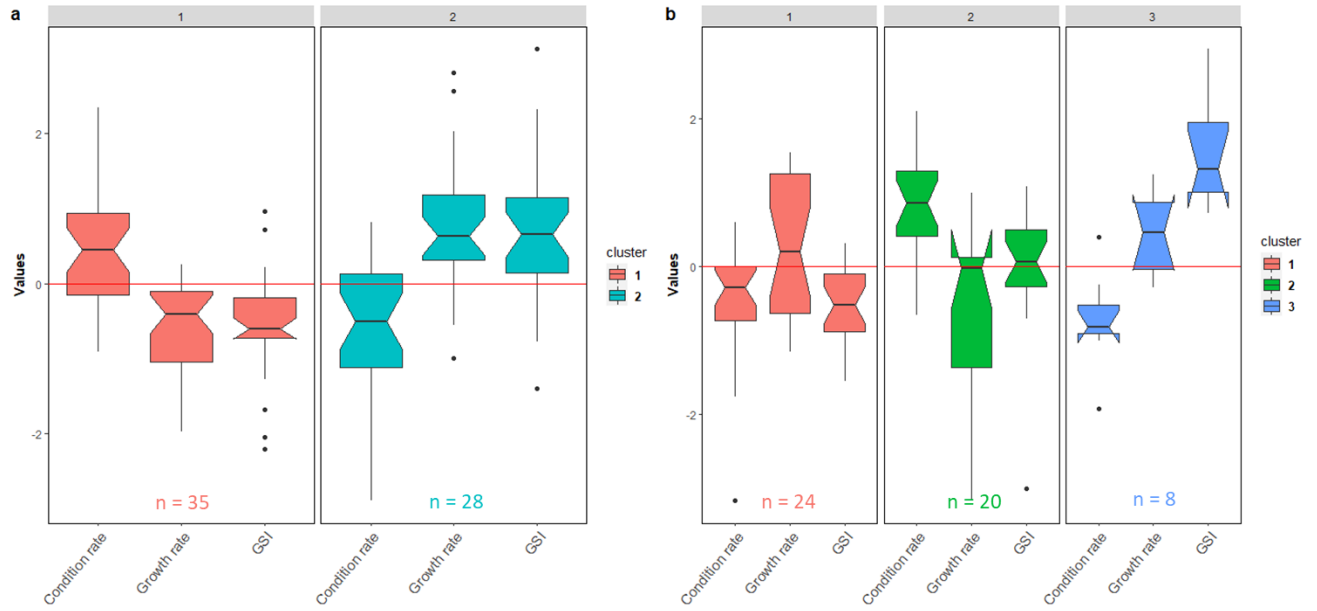 a
1
2
Values
2
0
-2
n = 35
n = 28
Condition rate
Growth rate
GSI
Condition rate
Growth rate
GSI
cluster
1
2
b
1
2
3
Values
2
0
-2
n = 24
n = 20
n = 8
Condition rate
Growth rate
GSI
Condition rate
Growth rate
GSI
Condition rate
Growth rate
GSI
cluster
1
2
3